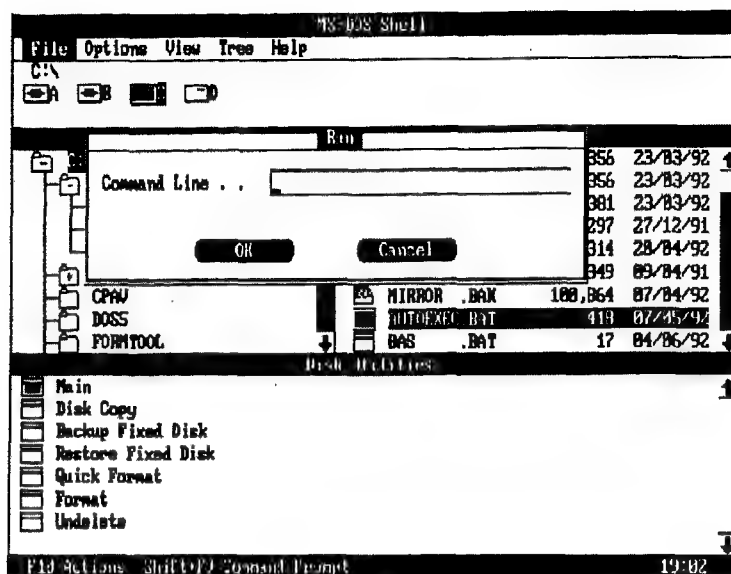 MS-DOS Shell
File Options View Tree Help
C:\
A B D
Run
Command Line . .
OK Cancel
356 23/03/92
356 23/03/92
381 23/03/92
297 27/12/91
314 28/04/92
349 09/04/91
CPAV
DOS5
FORMTOOL
MIRROR .BAK 100,864 07/04/92
AUTOEXEC.BAT 418 07/05/92
BAS .BAT 17 04/06/92
Disk Utilities
Main
Disk Copy
Backup Fixed Disk
Restore Fixed Disk
Quick Format
Format
Undelete
F10 Actions Shift+F9 Command Prompt 19:02